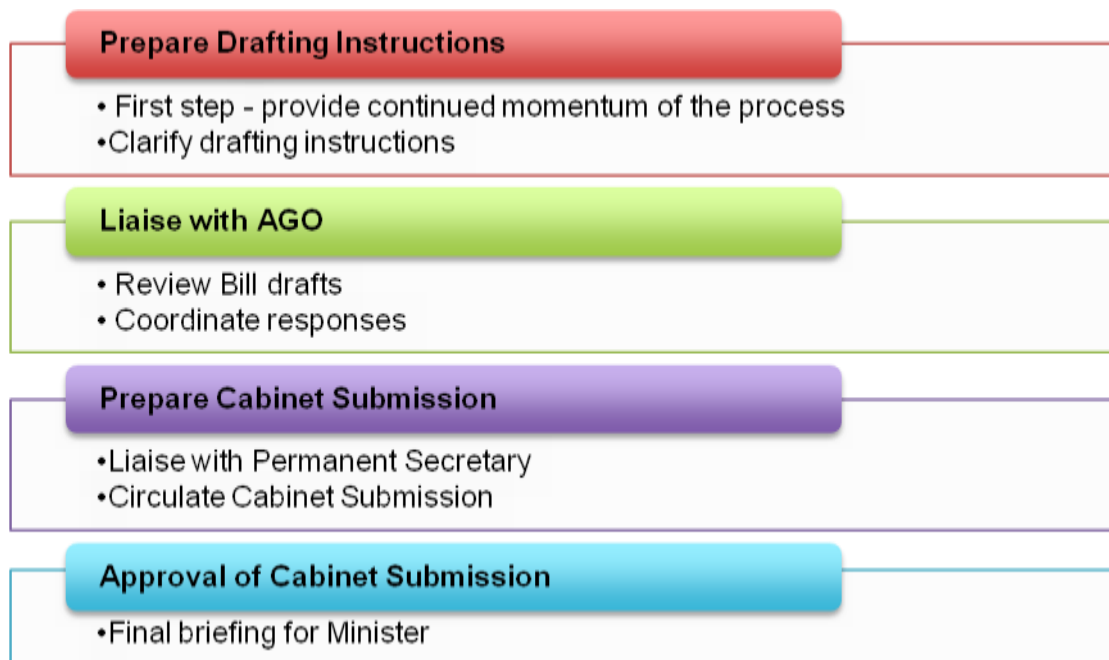 Prepare Drafting Instructions
• First step - provide continued momentum of the process
•Clarify drafting instructions
Liaise with AGO
• Review Bill drafts
• Coordinate responses
Prepare Cabinet Submission
•Liaise with Permanent Secretary
•Circulate Cabinet Submission
Approval of Cabinet Submission
•Final briefing for Minister